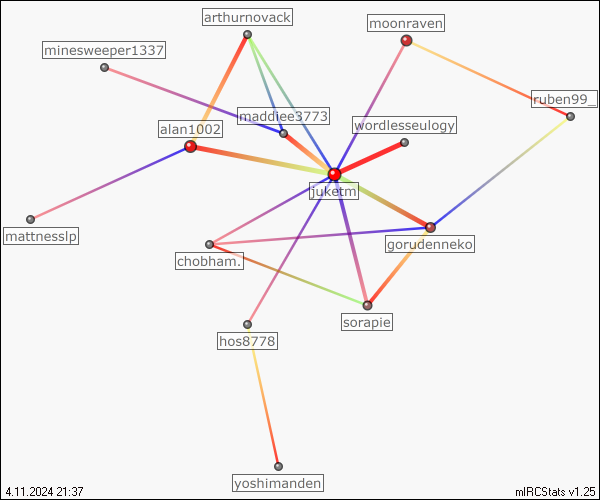 arthurnovack
moonraven
minesweeper1337
ruben99_
maddiee3773
wordlesseulogy
alan1002
juketm
mattnesslp
gorudenneko
chobham.
sorapie
hos8778
yoshimanden
4.11.2024 21:37
mIRCStats v1.25